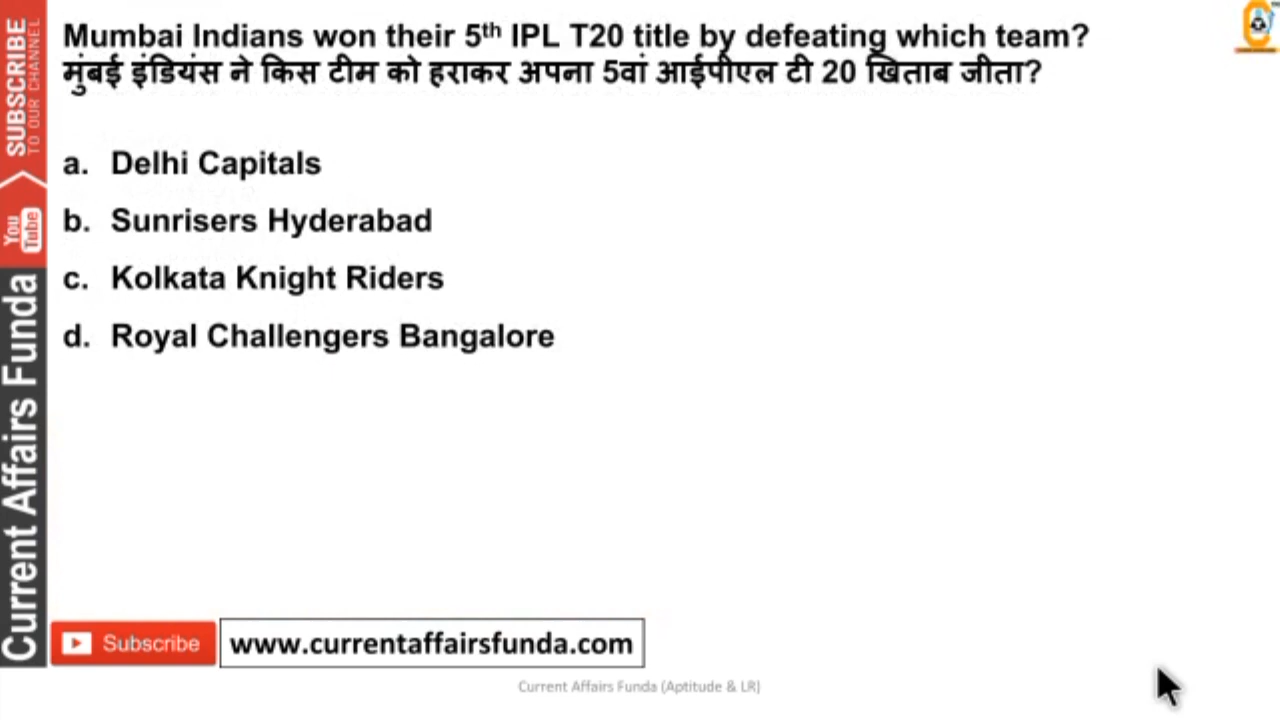 Mumbai Indians won their 5th IPL T20 title by defeating which team?
मुंबई इंडियंस ने किस टीम को हराकर अपना 5वां आईपीएल टी 20 खिताब जीता?
a. Delhi Capitals
b. Sunrisers Hyderabad
c. Kolkata Knight Riders
d. Royal Challengers Bangalore
SUBSCRIBE
TO OUR CHANNEL
You
Tube
Current Affairs Funda
Subscribe
www.currentaffairsfunda.com
Current Affairs Funda (Aptitude & LR)